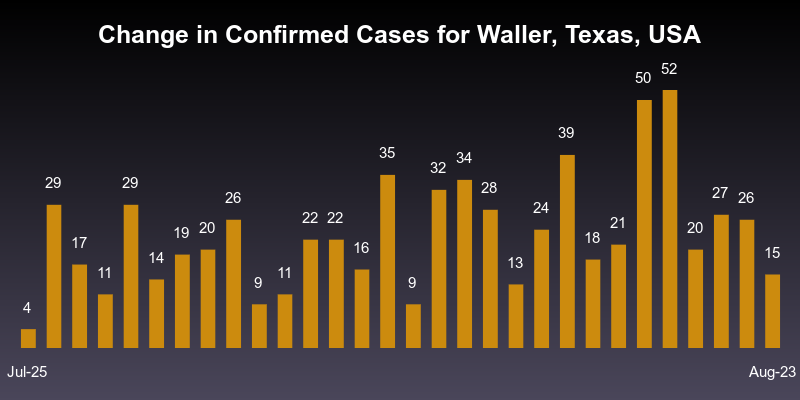 Change in Confirmed Cases for Waller, Texas, USA
4 29 17 11 29 14 19 20 26 9 11 22 22 16 35 9 32 34 28 13 24 39 18 21 50 52 20 27 26 15
Jul-25 Aug-23